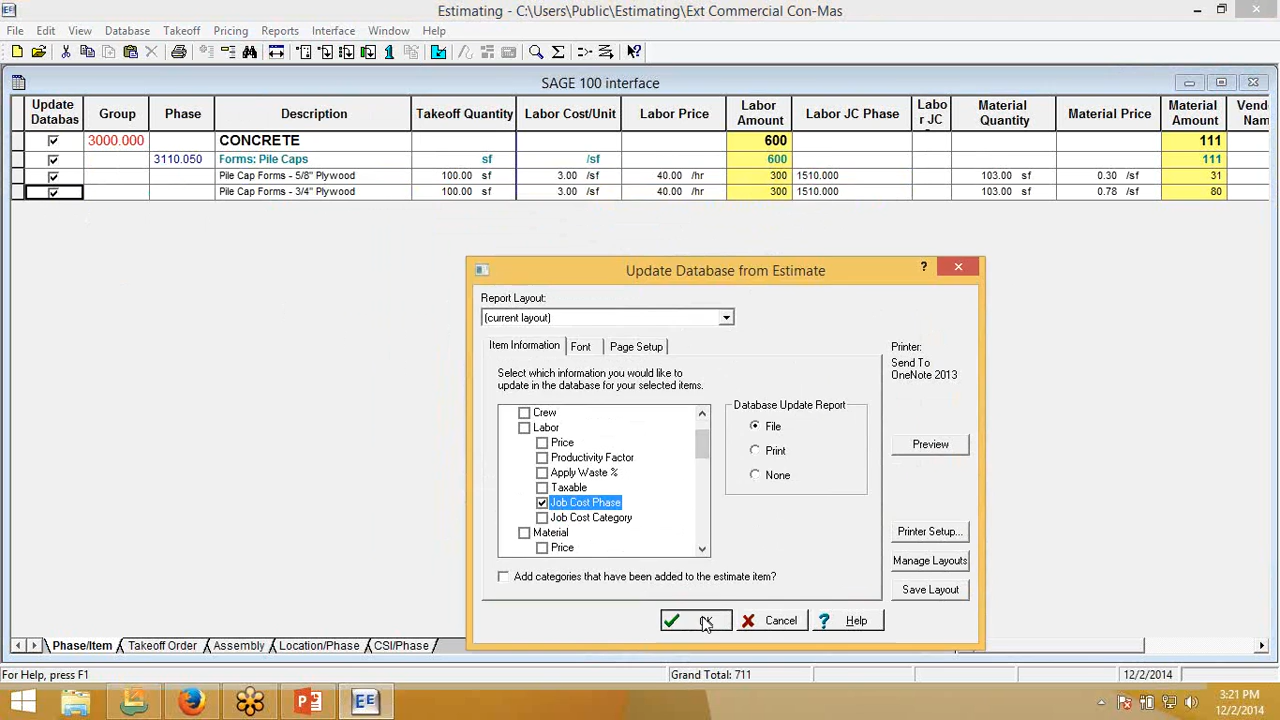 Estimating - C:\Users\Public\Estimating\Ext Commercial Con-Mas
File Edit View Database Takeoff Pricing Reports Interface Window Help
SAGE 100 interface
Update Databas Group Phase Description Takeoff Quantity Labor Cost/Unit Labor Price Labor Amount Labor JC Phase Labo r JC Material Quantity Material Price Material Amount Vend Nam
3000.000 CONCRETE 600 111
3110.050 Forms: Pile Caps sf /sf 600 111
Pile Cap Forms - 5/8" Plywood 100.00 sf 3.00 /sf 40.00 /hr 300 1510.000 103.00 sf 0.30 /sf 31
Pile Cap Forms - 3/4" Plywood 100.00 sf 3.00 /sf 40.00 /hr 300 1510.000 103.00 sf 0.78 /sf 80
Update Database from Estimate
Report Layout:
(current layout)
Item Information Font Page Setup
Printer:
Send To
OneNote 2013
Select which information you would like to
update in the database for your selected items.
Crew
Labor
Price
Productivity Factor
Apply Waste %
Taxable
Job Cost Phase
Job Cost Category
Material
Price
Database Update Report
File
Print
None
Preview
Printer Setup...
Manage Layouts
Save Layout
Add categories that have been added to the estimate item?
Cancel Help
Phase/Item Takeoff Order Assembly Location/Phase CSI/Phase
For Help, press F1 Grand Total: 711 12/2/2014
3:21 PM
12/2/2014